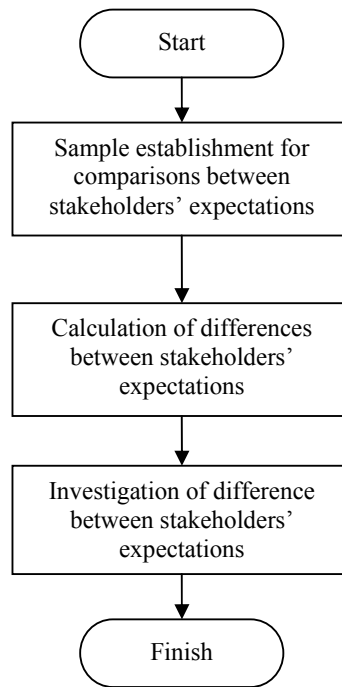 Start
Sample establishment for
comparisons between
stakeholders’ expectations
Calculation of differences
between stakeholders’
expectations
Investigation of difference
between stakeholders’
expectations
Finish